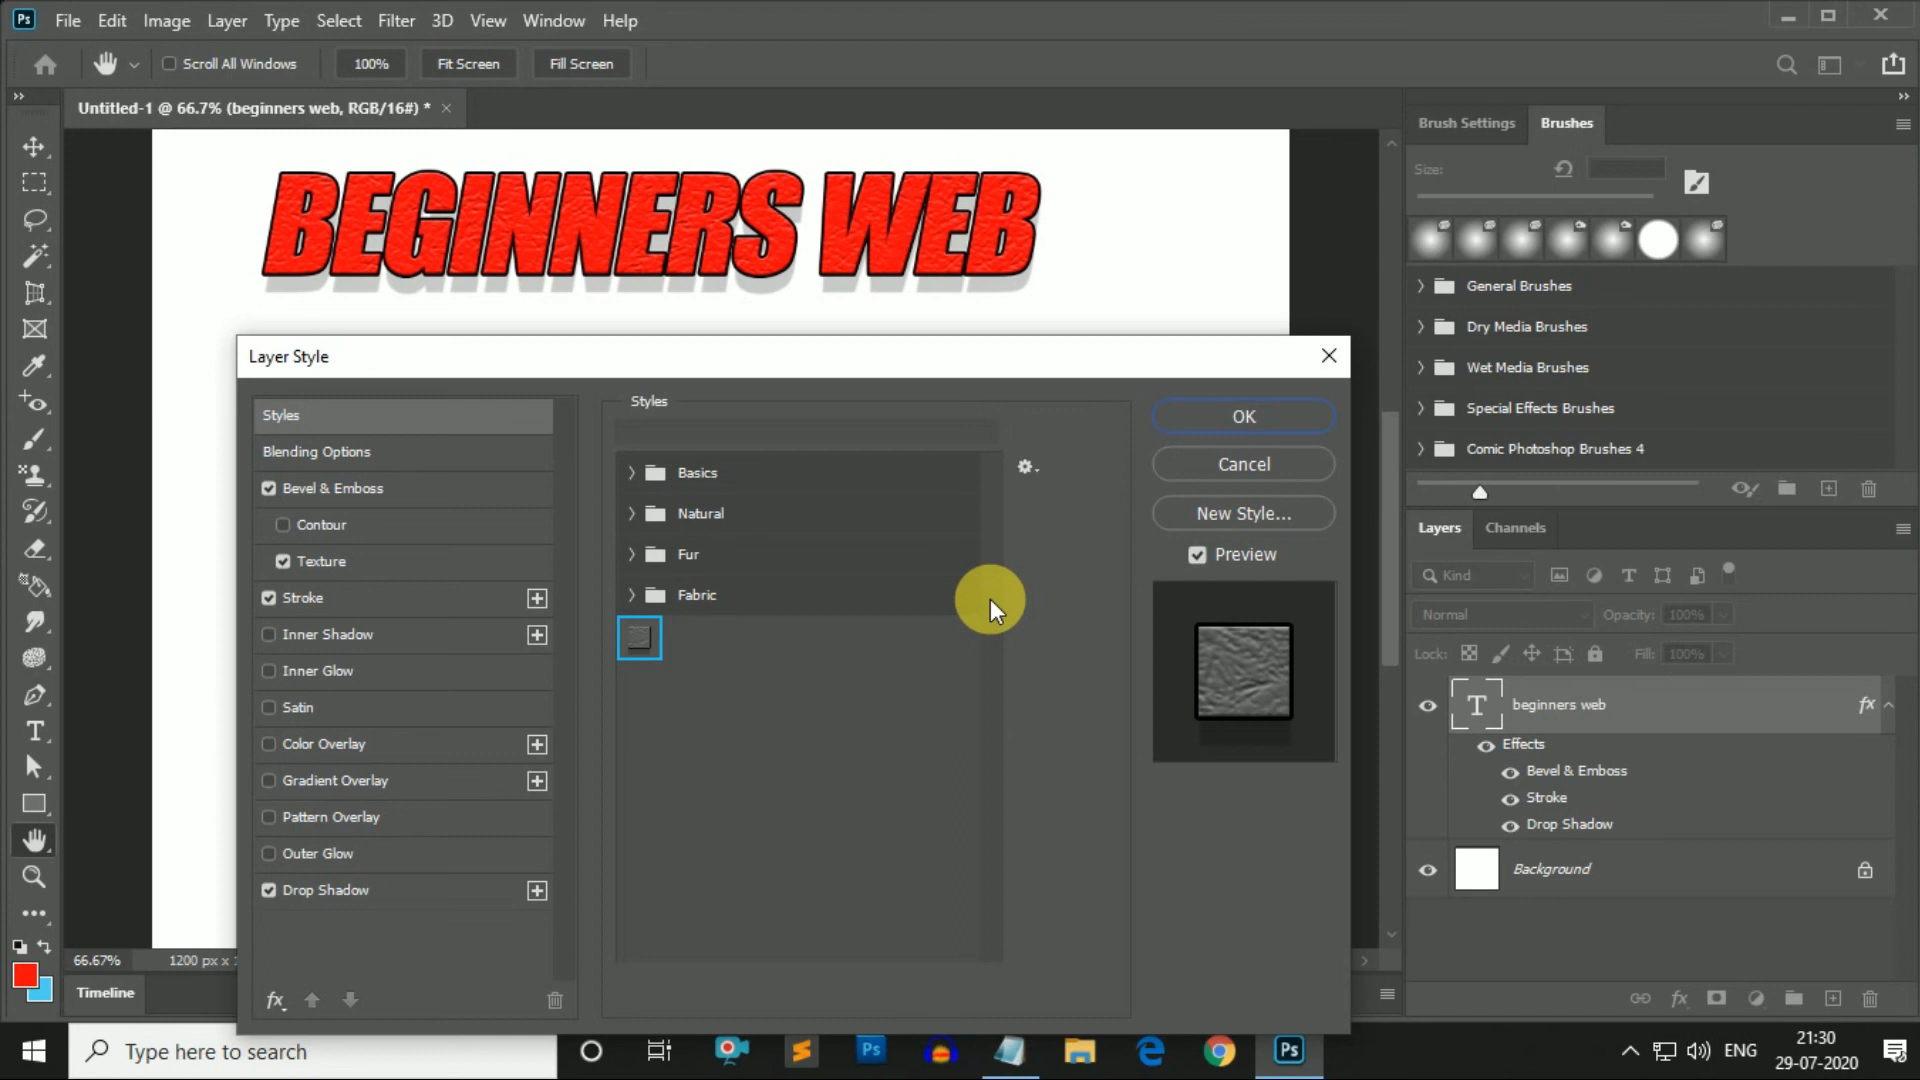 Ps File Edit Image Layer Type Select Filter 3D View Window Help
Scroll All Windows 100% Fit Screen Fill Screen
Untitled-1 @ 66.7% (beginners web, RGB/16#) *
BEGINNERS WEB
Layer Style
Styles
Blending Options
Bevel & Emboss
Contour
Texture
Stroke
Inner Shadow
Inner Glow
Satin
Color Overlay
Gradient Overlay
Pattern Overlay
Outer Glow
Drop Shadow
fx
Styles
Basics
Natural
Fur
Fabric
OK
Cancel
New Style...
Preview
Brush Settings Brushes
Size:
General Brushes
Dry Media Brushes
Wet Media Brushes
Special Effects Brushes
Comic Photoshop Brushes 4
Layers Channels
Kind
Normal Opacity: 100%
Lock: Fill: 100%
T beginners web fx
Effects
Bevel & Emboss
Stroke
Drop Shadow
Background
fx
66.67% 1200 px x
Timeline
Type here to search
Ps
Ps
ENG
21:30
29-07-2020